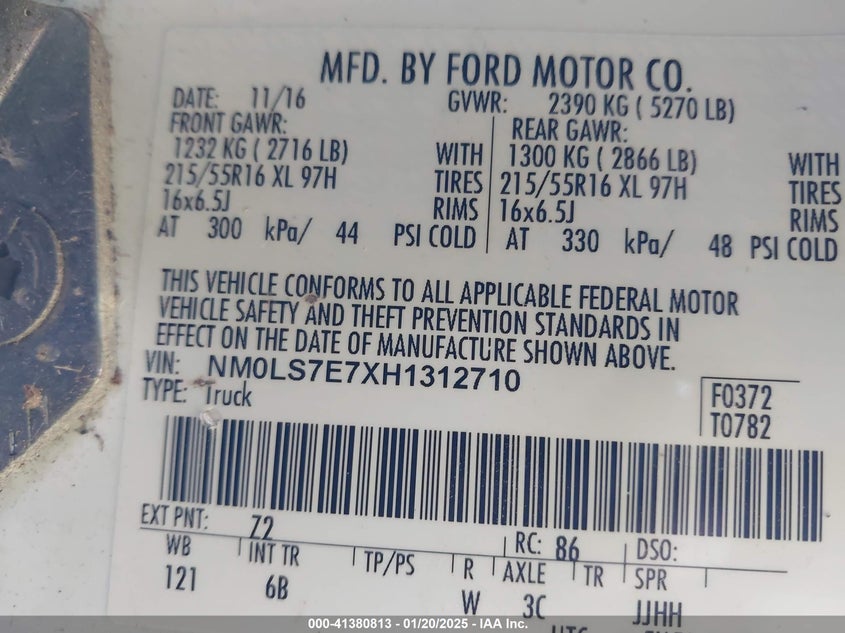 MFD. BY FORD MOTOR CO.
DATE: 11/16 GVWR: 2390 KG ( 5270 LB)
FRONT GAWR: REAR GAWR:
1232 KG ( 2716 LB) WITH 1300 KG ( 2866 LB) WITH
215/55R16 XL 97H TIRES 215/55R16 XL 97H TIRES
16x6.5J RIMS 16x6.5J RIMS
AT 300 kPa/ 44 PSI COLD AT 330 kPa/ 48 PSI COLD
THIS VEHICLE CONFORMS TO ALL APPLICABLE FEDERAL MOTOR
VEHICLE SAFETY AND THEFT PREVENTION STANDARDS IN
EFFECT ON THE DATE OF MANUFACTURE SHOWN ABOVE.
VIN: NM0LS7E7XH1312710
TYPE: Truck
F0372
T0782
EXT PNT: 72 RC: 86 DSO:
WB INT TR TP/PS R AXLE TR SPR
121 6B W 3C JJHH
000-41380813 — 01/20/2025 — IAA Inc.